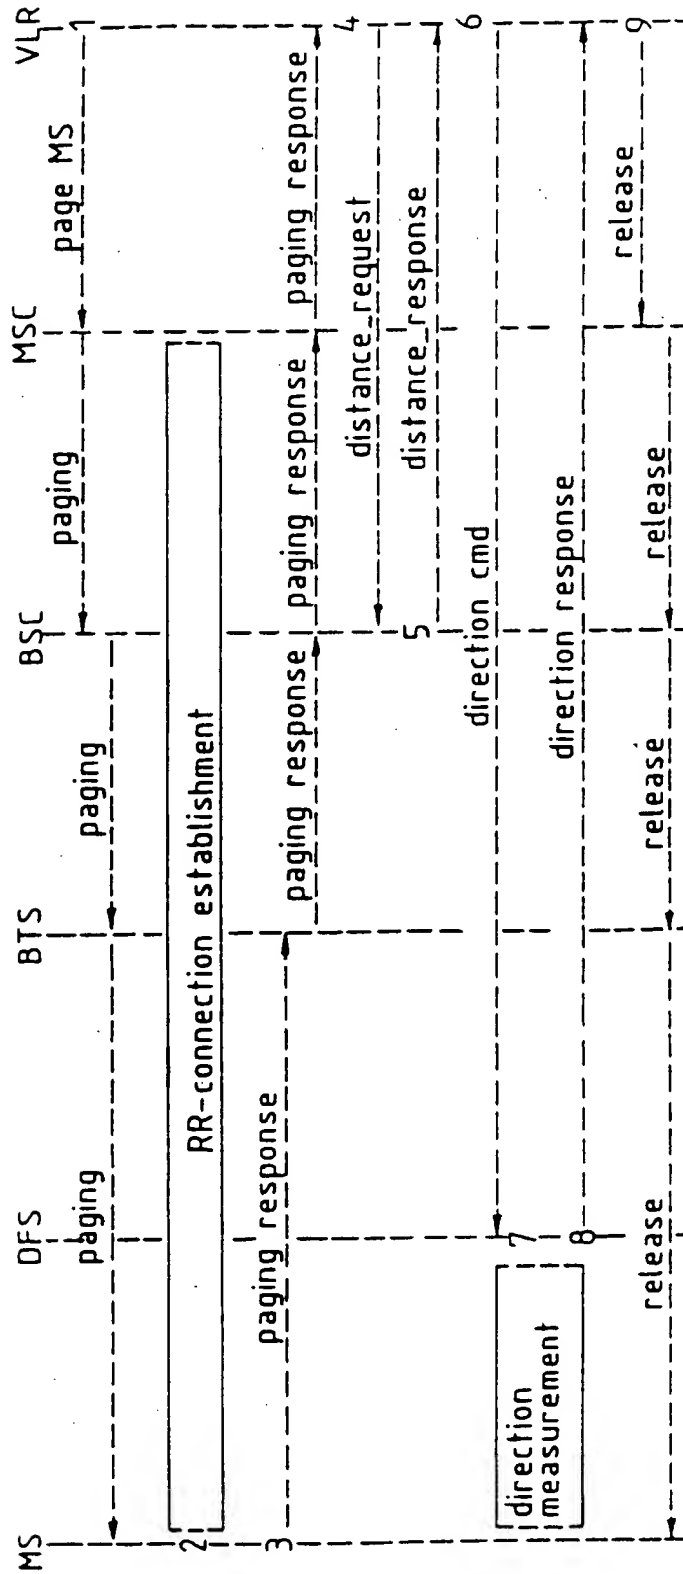 MS
DFS
BTS
BSC
MSC
VLR
1
page MS
paging
paging
paging
2
RR-connection establishment
3
paging response
paging response
paging response
paging response
4
distance_request
5
distance_response
6
direction cmd
7
direction
measurement
8
direction response
9
release
release
release
release